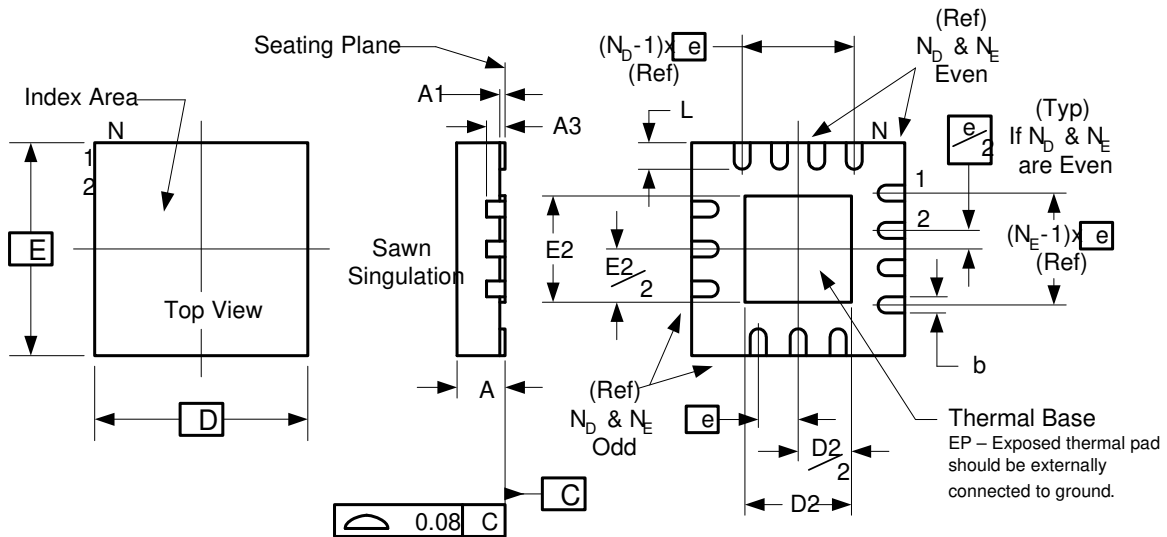 Seating Plane
(N_D-1)x e
(Ref)
(Ref)
N_D & N_E
Even
Index Area
A1
A3
L
N
N
e/2
(Typ)
If N_D & N_E
are Even
1
2
1
2
E
Sawn
Singulation
E2
E2/2
(N_E-1)x e
(Ref)
Top View
A
b
D
(Ref)
N_D & N_E
Odd
e
D2/2
D2
Thermal Base
EP – Exposed thermal pad
should be externally
connected to ground.
C
0.08 C